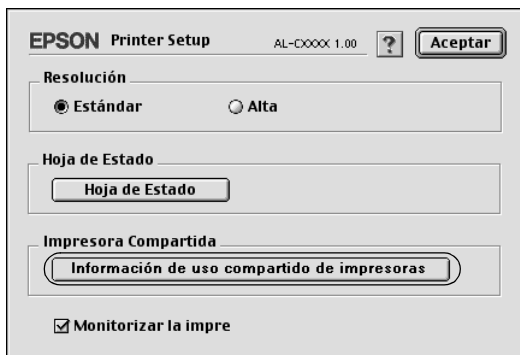 EPSON Printer Setup AL-CXXXX 1.00 ? Aceptar
Resolución
Estándar Alta
Hoja de Estado
Hoja de Estado
Impresora Compartida
Información de uso compartido de impresoras
Monitorizar la impre